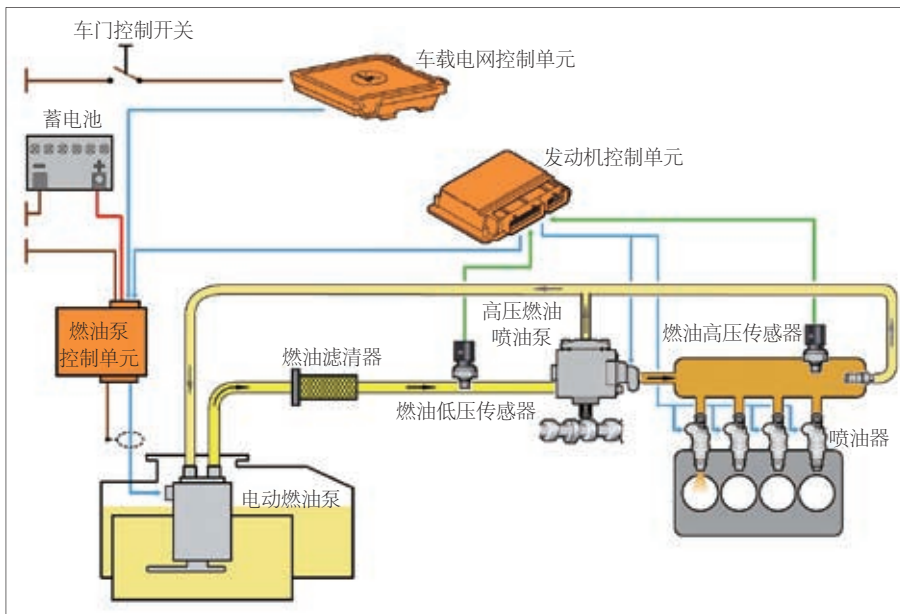 车门控制开关
车载电网控制单元
蓄电池
发动机控制单元
燃油泵
控制单元
燃油滤清器
高压燃油
喷油泵
燃油高压传感器
燃油低压传感器
喷油器
电动燃油泵